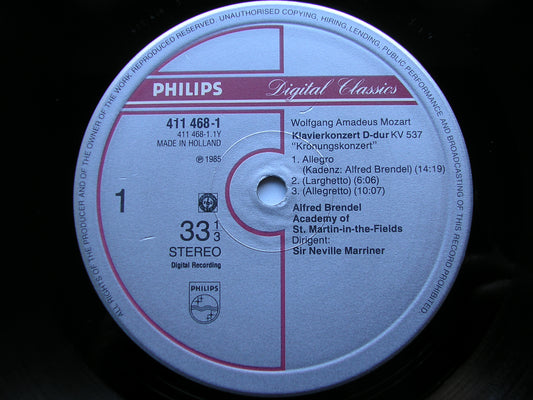 ALL RIGHTS OF THE PRODUCER AND OF THE OWNER OF THE WORK REPRODUCED RESERVED. UNAUTHORISED COPYING, HIRING, LENDING, PUBLIC PERFORMANCE AND BROADCASTING OF THIS RECORD PROHIBITED.
PHILIPS Digital Classics
411 468-1
411 468-1.1Y
MADE IN HOLLAND
℗ 1985
1
33 1/3
STEREO
Digital Recording
PHILIPS
Wolfgang Amadeus Mozart
Klavierkonzert D-dur KV 537
"Krönungskonzert"
1. Allegro
(Kadenz: Alfred Brendel) (14:19)
2. (Larghetto) (6:06)
3. (Allegretto) (10:07)
Alfred Brendel
Academy of
St. Martin-in-the-Fields
Dirigent:
Sir Neville Marriner